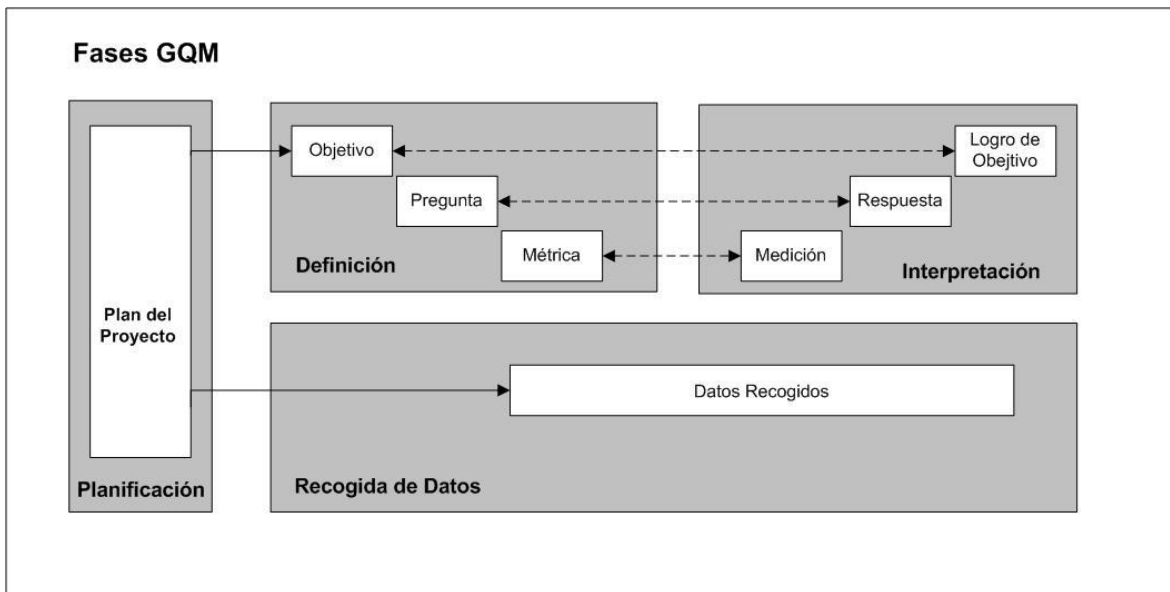 Fases GQM
Objetivo
Logro de
Obejtivo
Pregunta
Respuesta
Métrica
Medición
Definición
Interpretación
Plan del
Proyecto
Datos Recogidos
Planificación
Recogida de Datos